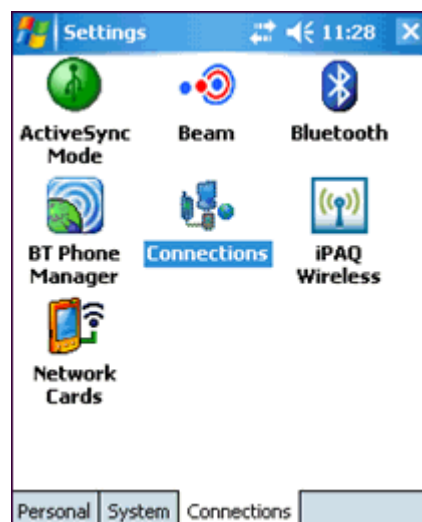 Settings 11:28
ActiveSync Mode
Beam
Bluetooth
BT Phone Manager
Connections
iPAQ Wireless
Network Cards
Personal System Connections